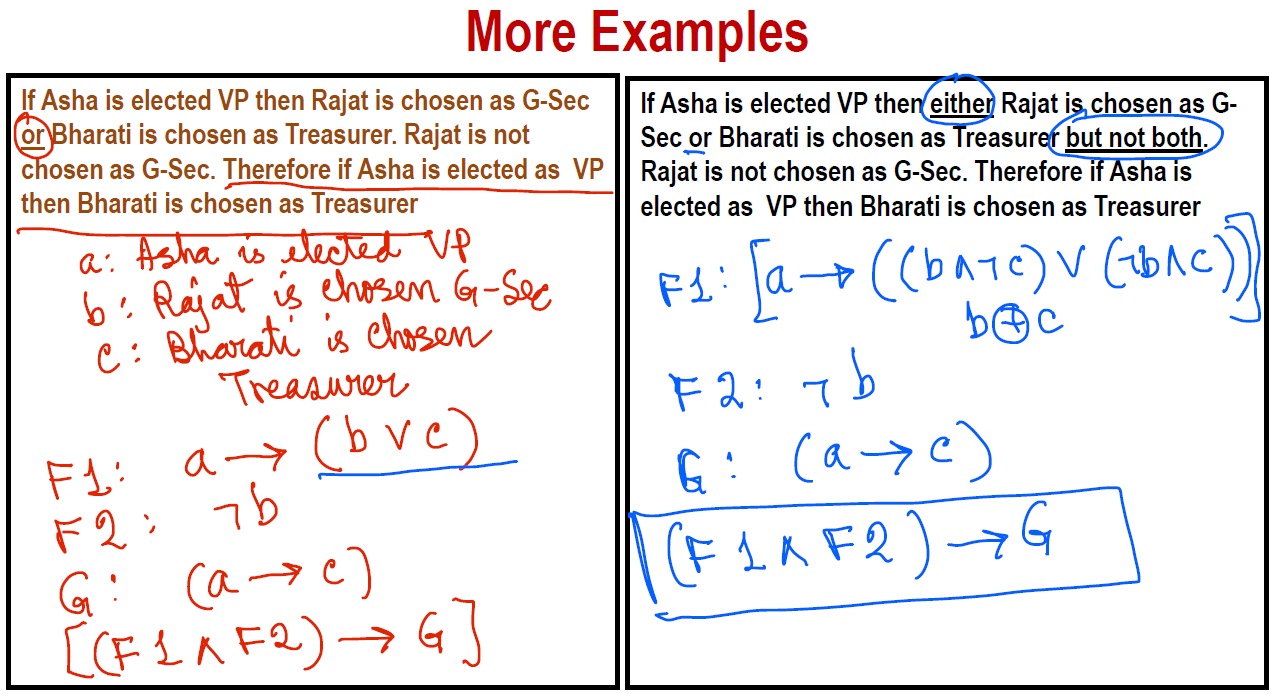 More Examples
If Asha is elected VP then Rajat is chosen as G-Sec
or Bharati is chosen as Treasurer. Rajat is not
chosen as G-Sec. Therefore if Asha is elected as VP
then Bharati is chosen as Treasurer
a: Asha is elected VP
b: Rajat is chosen G-Sec
c: Bharati is chosen
Treasurer
F1: a → (b ∨ c)
F2: ¬b
G: (a → c)
[(F1 ∧ F2) → G]
If Asha is elected VP then either Rajat is chosen as G-
Sec or Bharati is chosen as Treasurer but not both.
Rajat is not chosen as G-Sec. Therefore if Asha is
elected as VP then Bharati is chosen as Treasurer
F1: [a → ((b ∧ ¬c) ∨ (¬b ∧ c))]
b ⊕ c
F2: ¬b
G: (a → c)
(F1 ∧ F2) → G